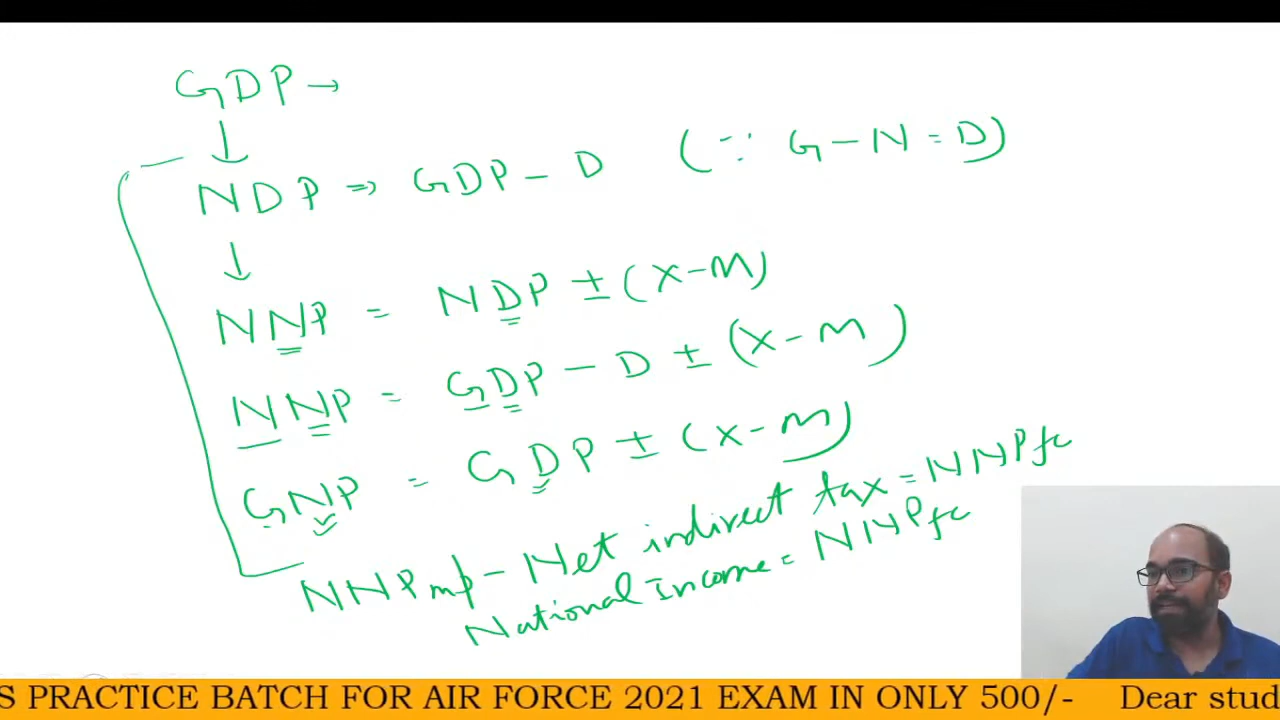 GDP →
↓
NDP ⇒ GDP - D (∵ G - N = D)
↓
NNP = NDP ± (X-M)
NNP = GDP - D ± (X-M)
GNP = GDP ± (X-M)
NNPmp - Net indirect tax = NNPfc
National Income = NNPfc
S PRACTICE BATCH FOR AIR FORCE 2021 EXAM IN ONLY 500/- Dear stud